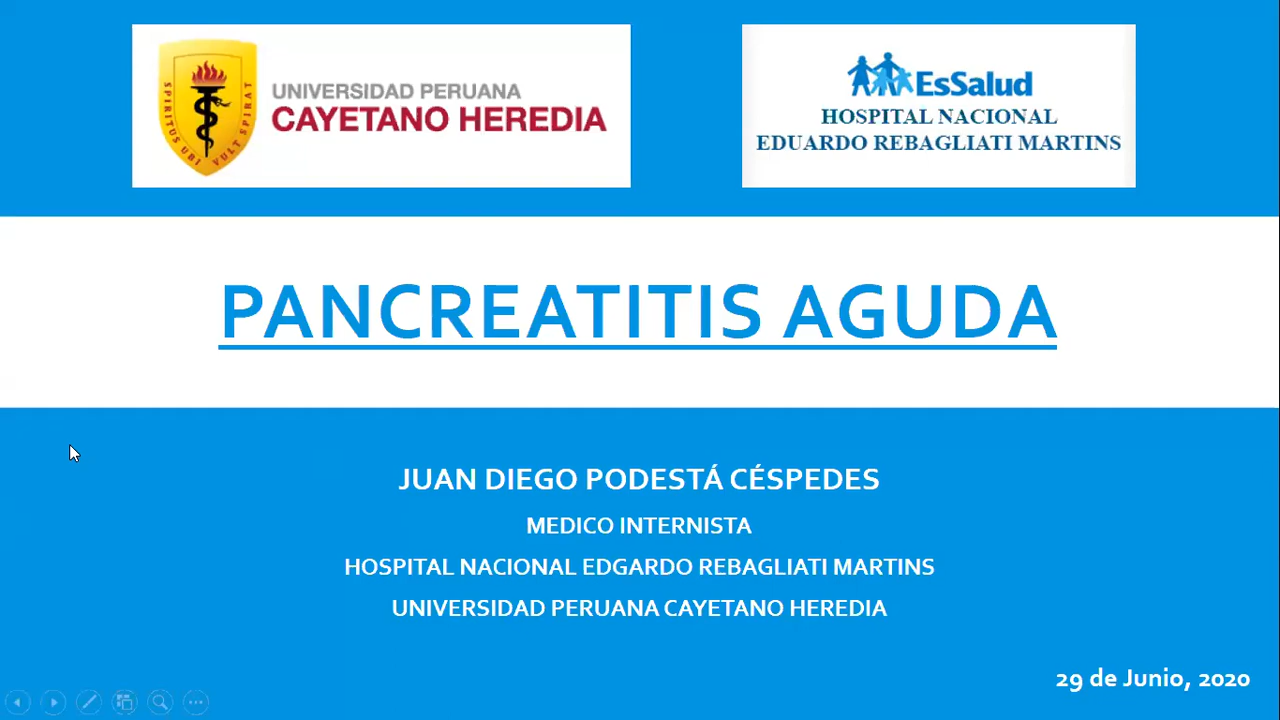 SPIRITUS UBI VULT SPIRAT
UNIVERSIDAD PERUANA
CAYETANO HEREDIA
EsSalud
HOSPITAL NACIONAL
EDUARDO REBAGLIATI MARTINS
PANCREATITIS AGUDA
JUAN DIEGO PODESTÁ CÉSPEDES
MEDICO INTERNISTA
HOSPITAL NACIONAL EDGARDO REBAGLIATI MARTINS
UNIVERSIDAD PERUANA CAYETANO HEREDIA
29 de Junio, 2020